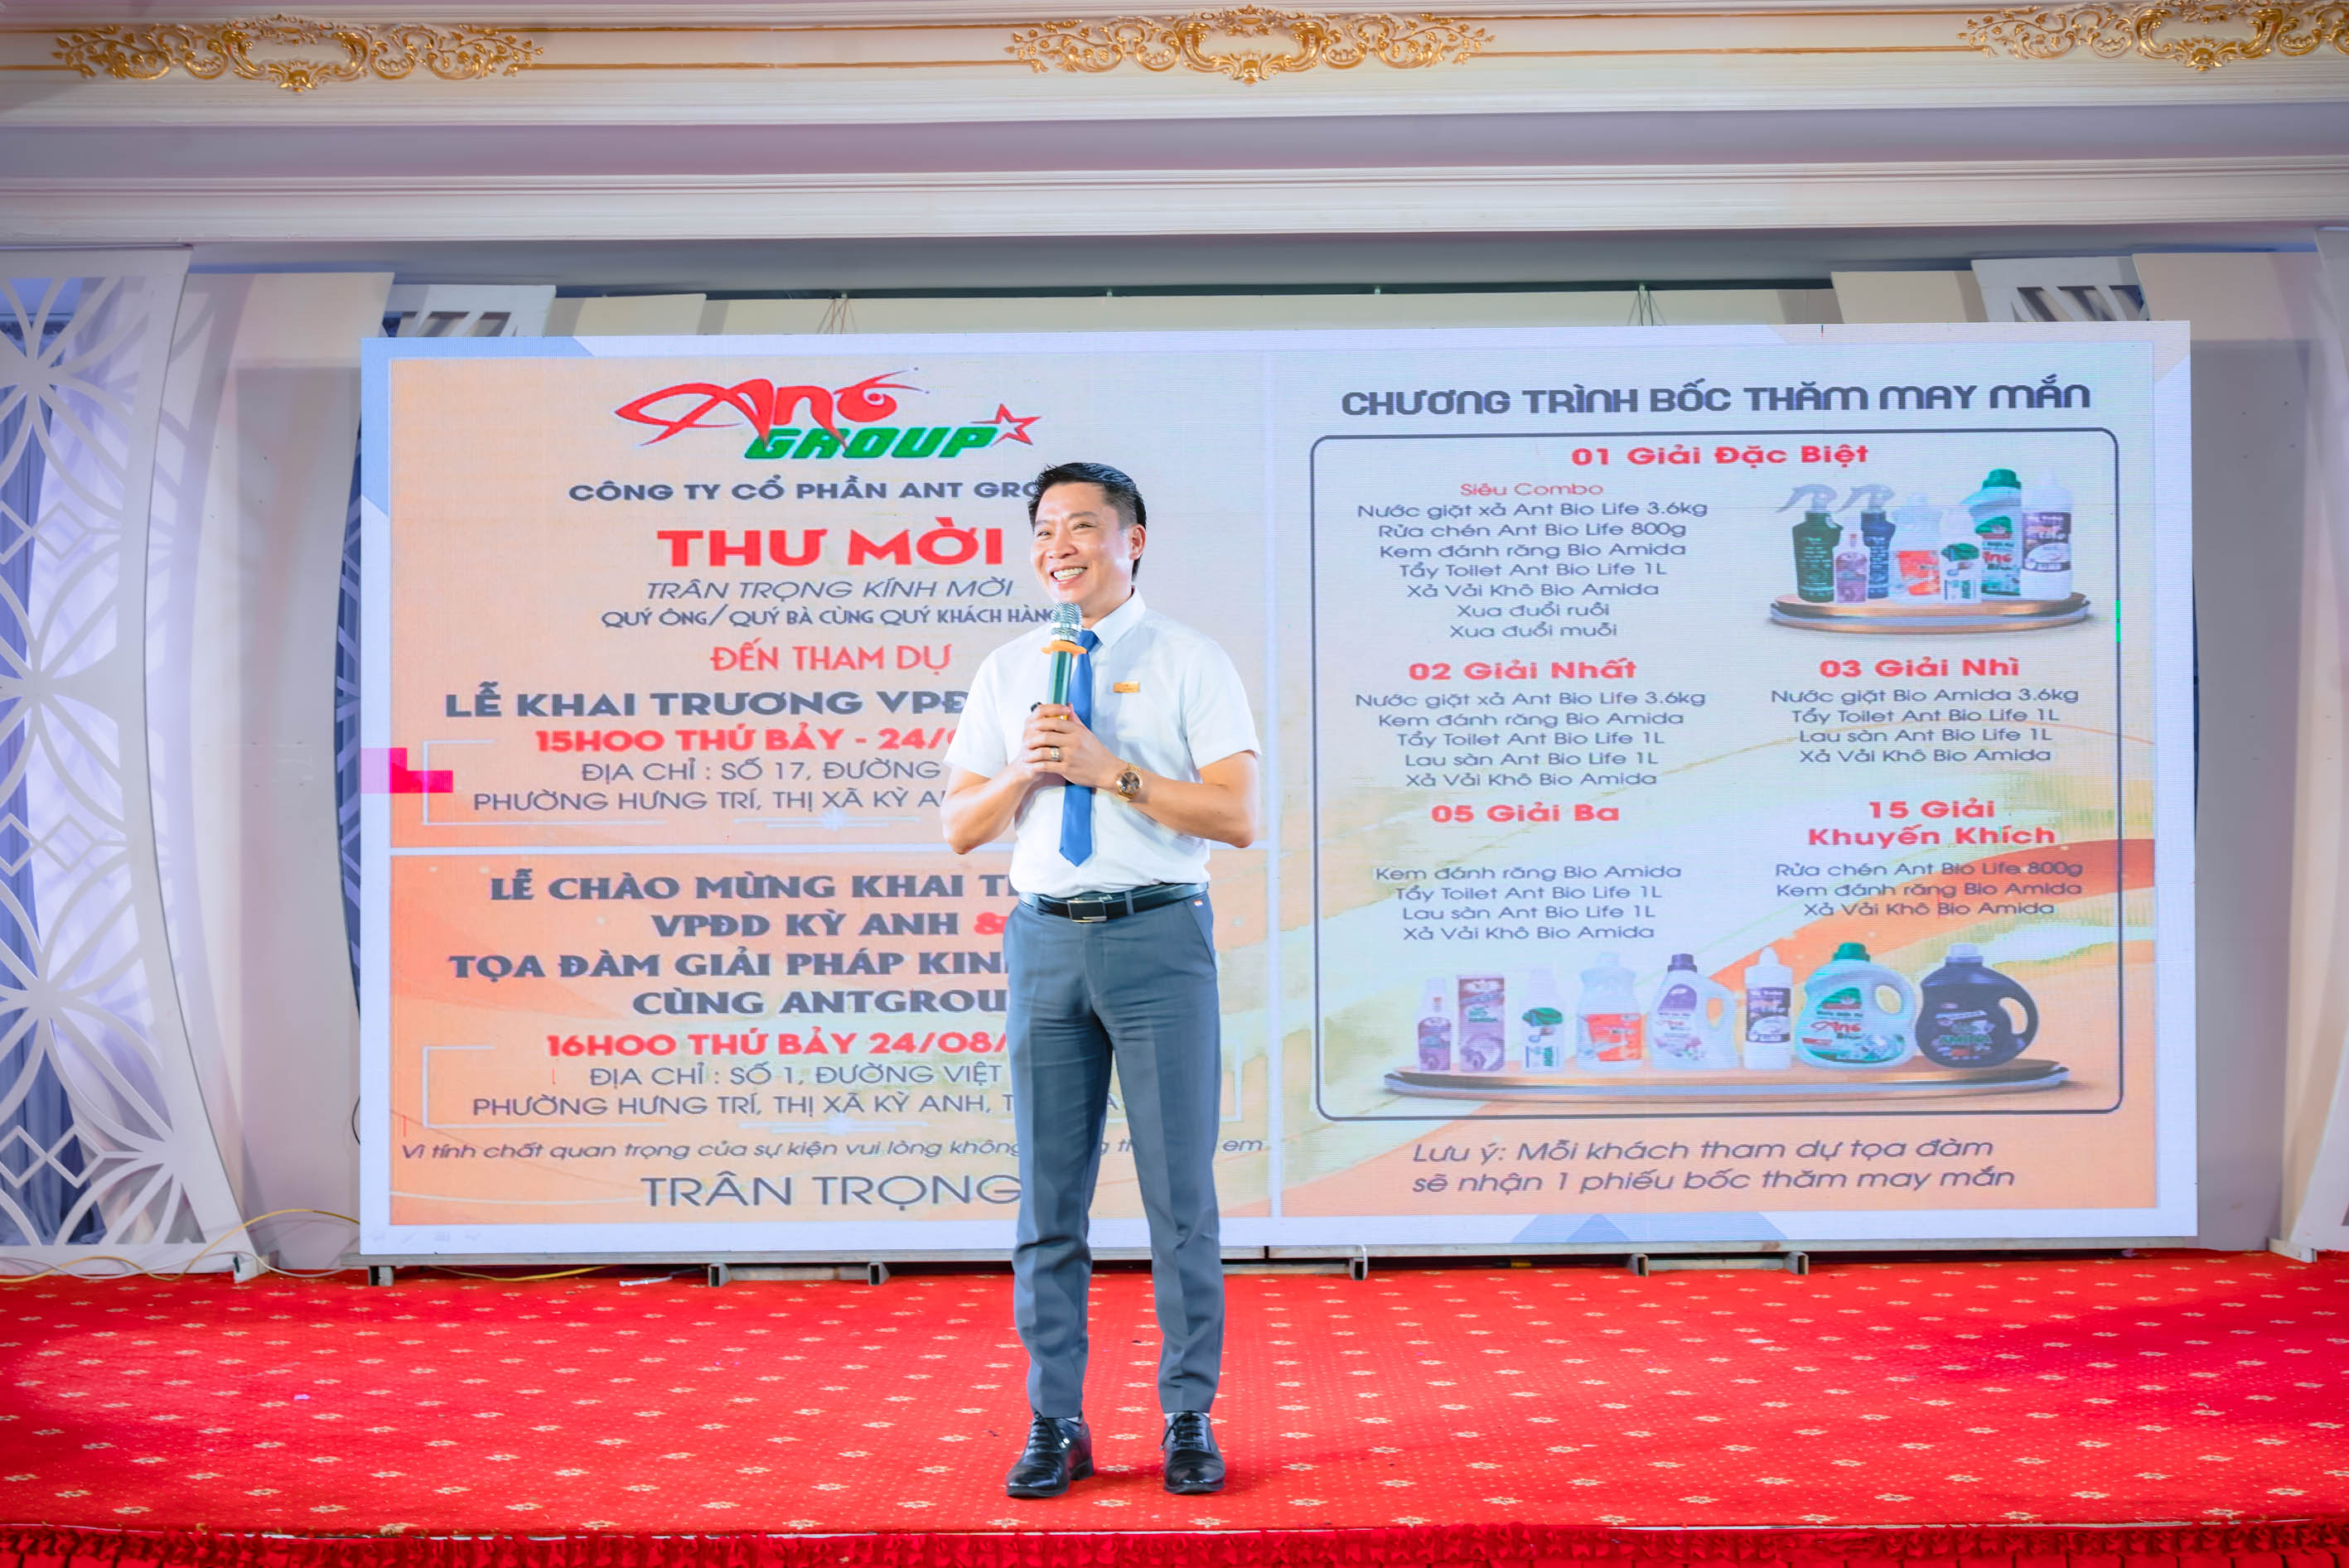 Ant
GROUP
CÔNG TY CỔ PHẦN ANT
THƯ MỜI
TRÂN TRỌNG KÍNH MỜI
QUÝ ÔNG/QUÝ BÀ CÙNG QUÝ KHÁCH HÀNG
ĐẾN THAM DỰ
LỄ KHAI TRƯƠNG
15H00 THỨ BẢY -
ĐỊA CHỈ : SỐ 17, ĐƯỜNG
PHƯỜNG HƯNG TRÍ, THỊ XÃ KỲ
LỄ CHÀO MỪNG KHAI
VPĐD KỲ ANH &
TỌA ĐÀM GIẢI PHÁP
CÙNG
16H00 THỨ BẢY 24/08/
ĐỊA CHỈ : SỐ 1, ĐƯỜNG VIỆT
PHƯỜNG HƯNG TRÍ, THỊ XÃ KỲ ANH,
Vì tính chất quan trọng của sự kiện vui lòng không em
TRÂN TRỌNG
CHƯƠNG TRÌNH BỐC THĂM MAY MẮN
01 Giải Đặc Biệt
Siêu Combo
Nước giặt xả Ant Bio Life 3.6kg
Rửa chén Ant Bio Life 800g
Kem đánh răng Bio Amida
Tẩy Toilet Ant Bio Life 1L
Xả Vải Khô Bio Amida
Xua đuổi ruồi
Xua đuổi muỗi
02 Giải Nhất
Nước giặt xả Ant Bio Life 3.6kg
Kem đánh răng Bio Amida
Tẩy Toilet Ant Bio Life 1L
Lau sàn Ant Bio Life 1L
Xả Vải Khô Bio Amida
03 Giải Nhì
Nước giặt Bio Amida 3.6kg
Tẩy Toilet Ant Bio Life 1L
Lau sàn Ant Bio Life 1L
Xả Vải Khô Bio Amida
05 Giải Ba
Kem đánh răng Bio Amida
Tẩy Toilet Ant Bio Life 1L
Lau sàn Ant Bio Life 1L
Xả Vải Khô Bio Amida
15 Giải
Khuyến Khích
Rửa chén Ant Bio Life 800g
Kem đánh răng Bio Amida
Xả Vải Khô Bio Amida
Lưu ý: Mỗi khách tham dự tọa đàm
sẽ nhận 1 phiếu bốc thăm may mắn